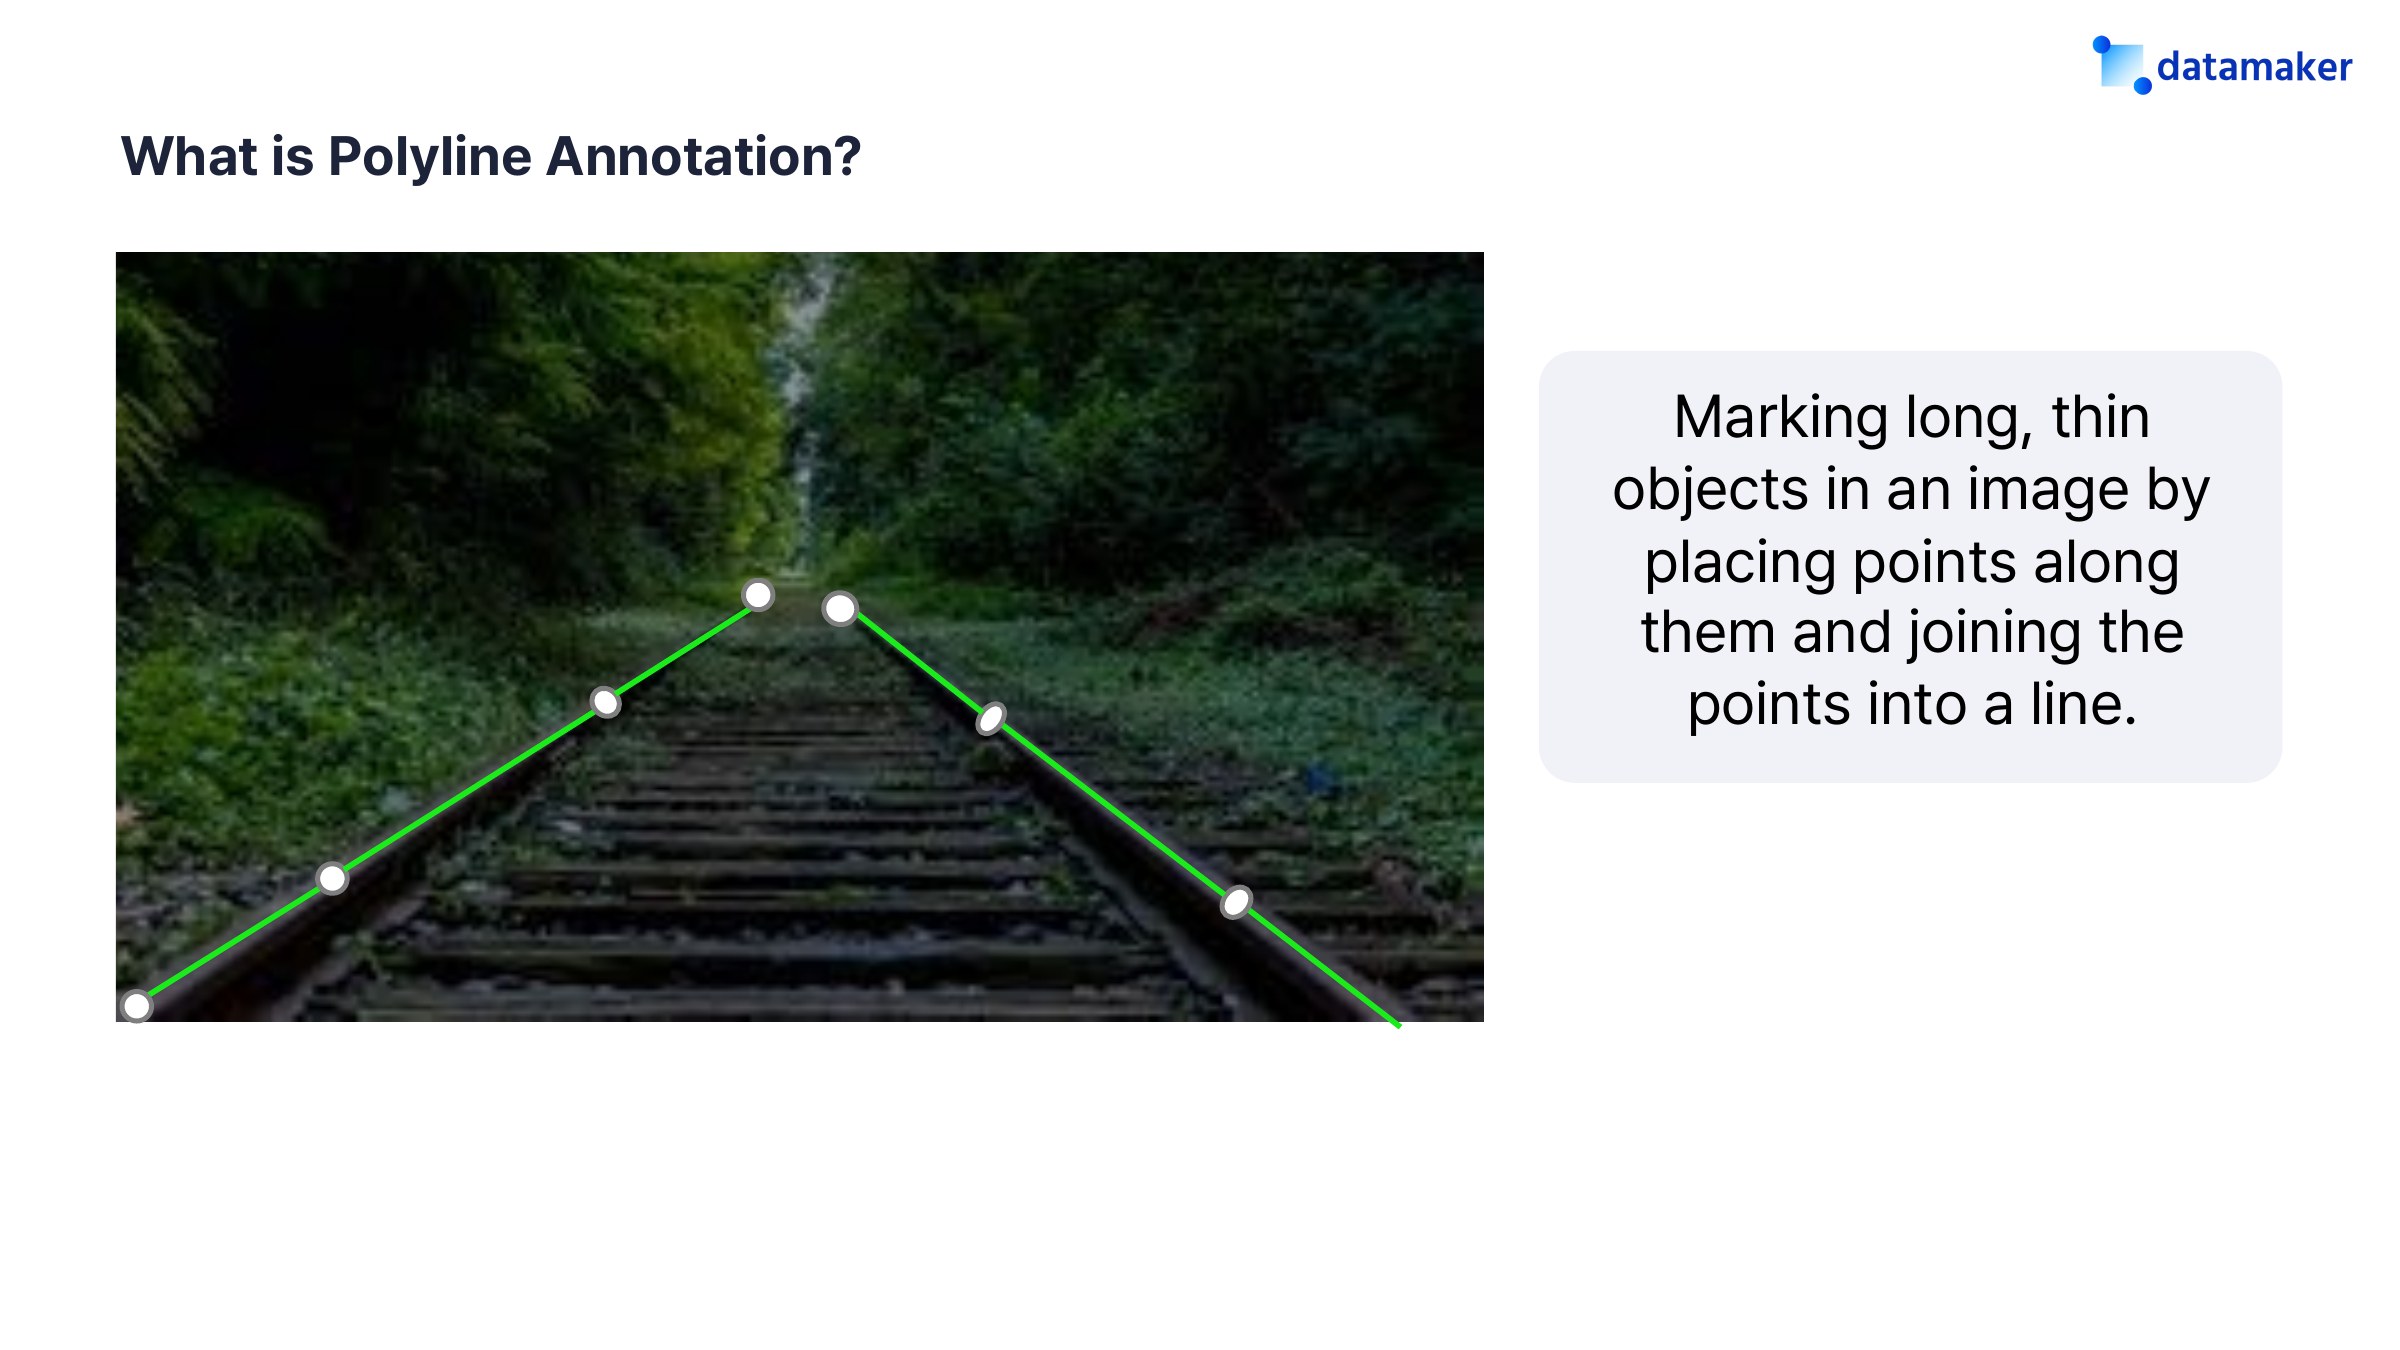 datamaker
What is Polyline Annotation?
Marking long, thin
objects in an image by
placing points along
them and joining the
points into a line.